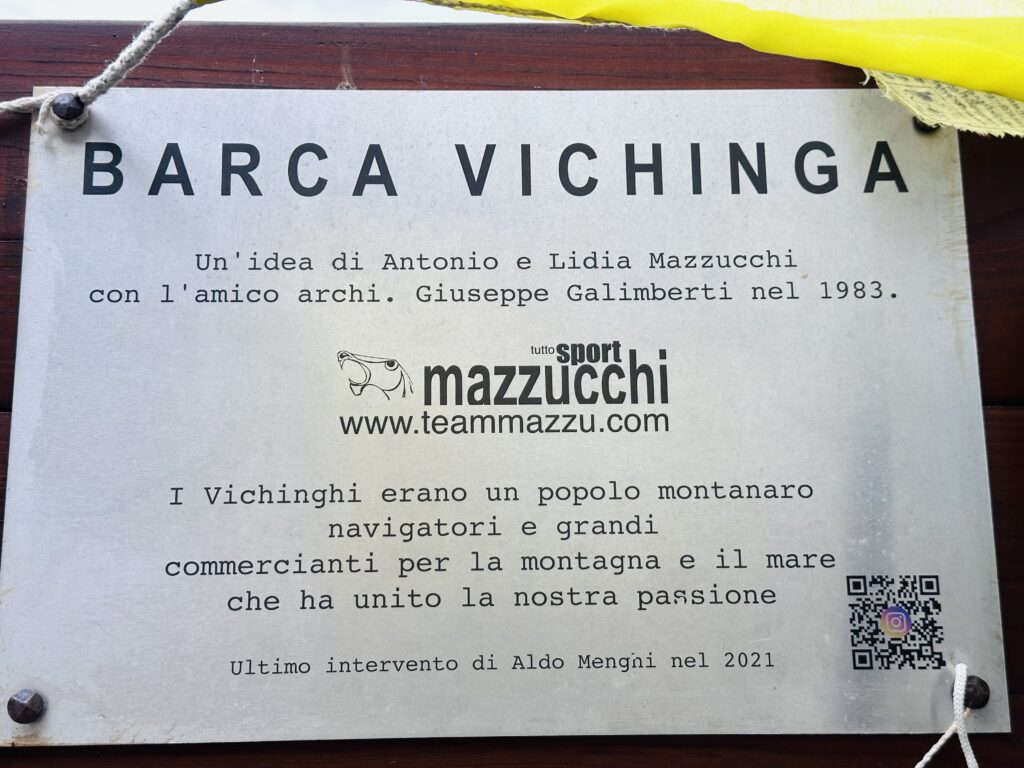 BARCA VICHINGA
Un'idea di Antonio e Lidia Mazzucchi
con l'amico archi. Giuseppe Galimberti nel 1983.
tutto sport
mazzucchi
www.teammazzu.com
I Vichinghi erano un popolo montanaro
navigatori e grandi
commercianti per la montagna e il mare
che ha unito la nostra passione
Ultimo intervento di Aldo Menghi nel 2021